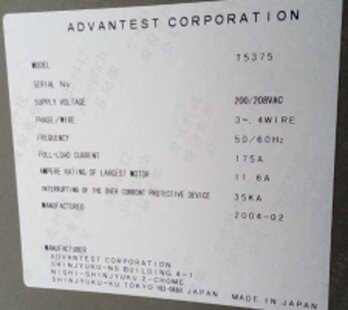 ADVANTEST CORPORATION
MODEL T5375
SERIAL No
SUPPLY VOLTAGE 200/208VAC
PHASE/WIRE 3~, 4WIRE
FREQUENCY 50/60Hz
FULL-LOAD CURRENT 175A
AMPERE RATING OF LARGEST MOTOR 11.6A
INTERRUPTING OF THE OVER CURRENT PROTECTIVE DEVICE 35KA
MANUFACTURED 2004-02
MANUFACTURER
ADVANTEST CORPORATION
SHINJYUKU-NS BUILDING 4-1
NISHI-SHINJYUKU 2-CHOME
SHINJYUKU-KU TOKYO JAPAN MADE IN JAPAN